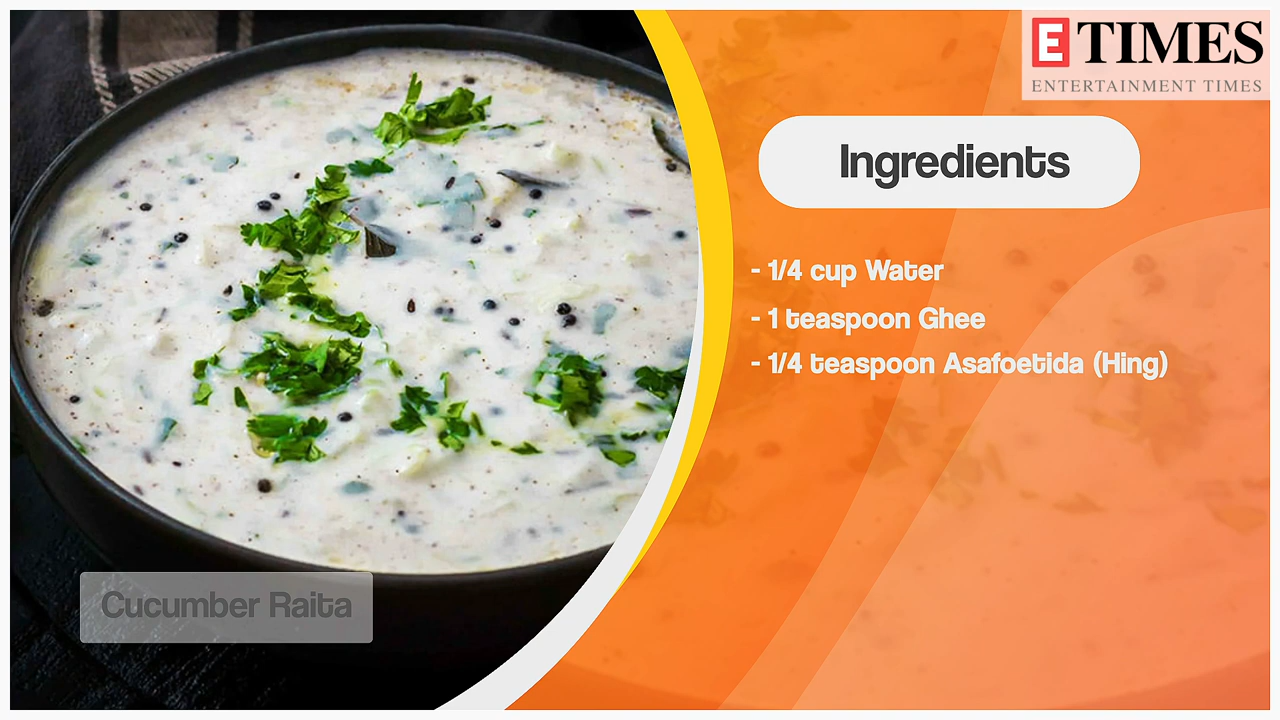 E TIMES
ENTERTAINMENT TIMES
Ingredients
- 1/4 cup Water
- 1 teaspoon Ghee
- 1/4 teaspoon Asafoetida (Hing)
Cucumber Raita